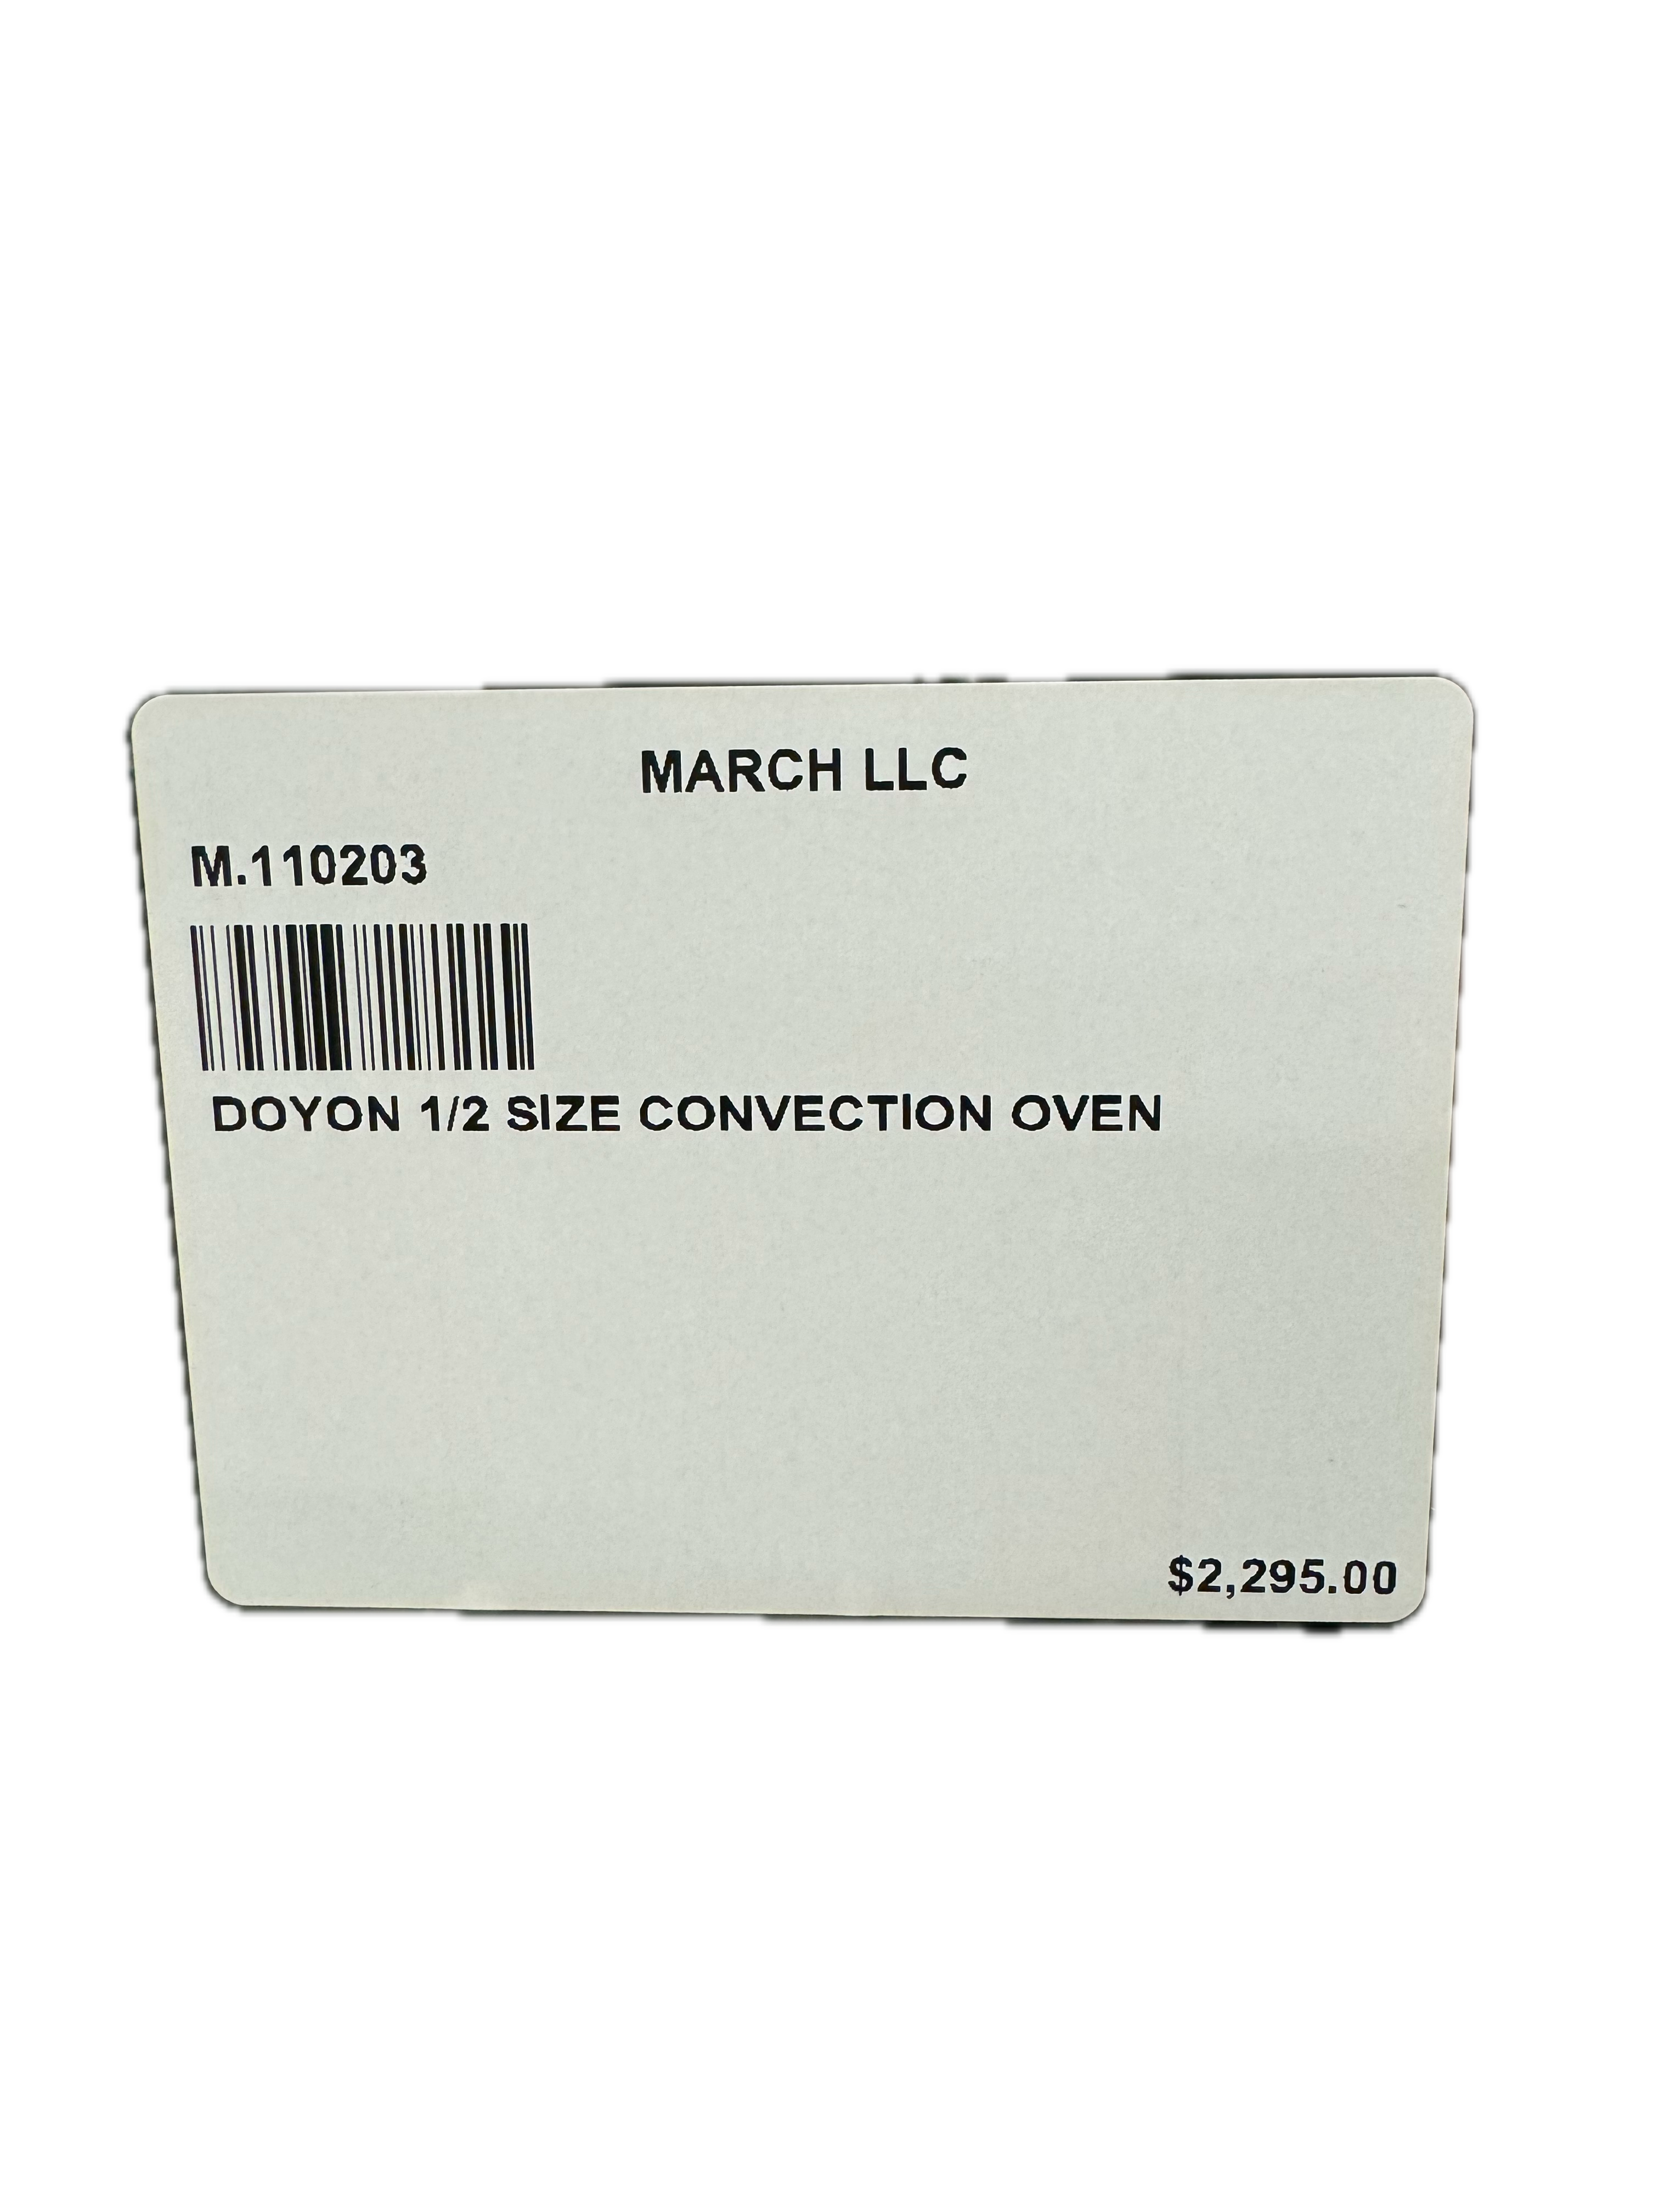 MARCH LLC
M.110203
DOYON 1/2 SIZE CONVECTION OVEN
$2,295.00